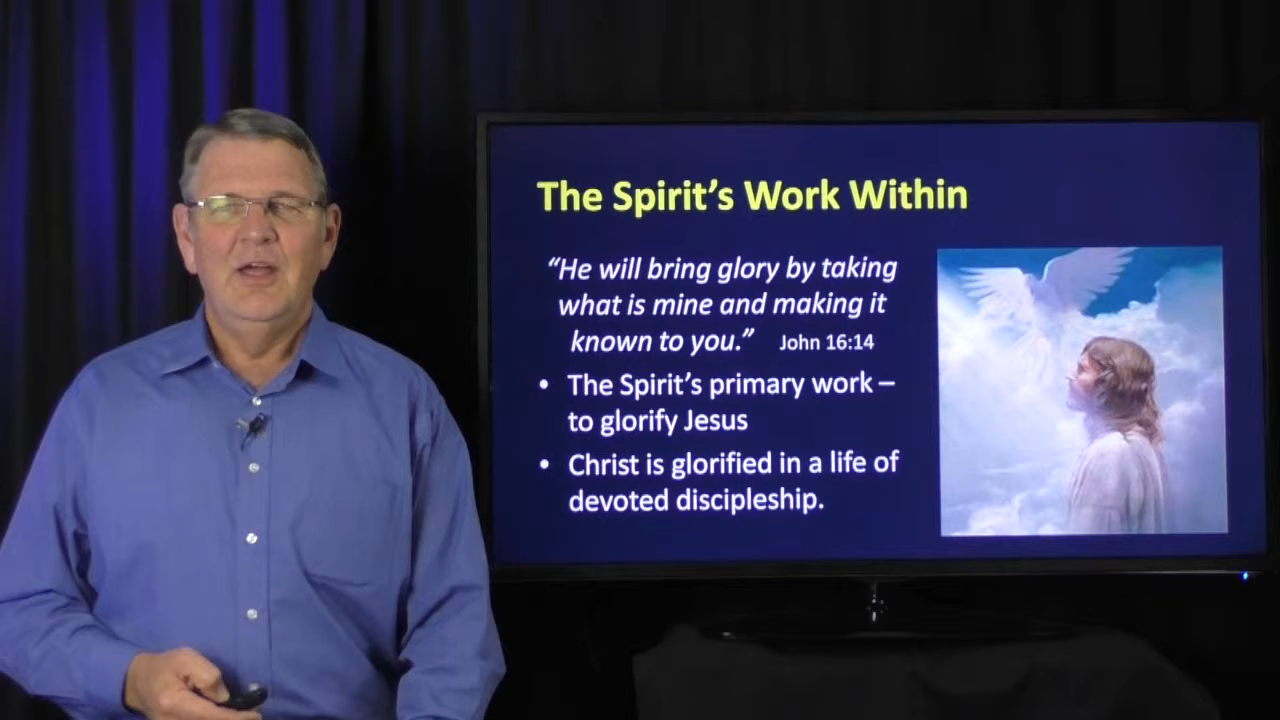 The Spirit’s Work Within
“He will bring glory by taking
what is mine and making it
known to you.” John 16:14
• The Spirit’s primary work –
to glorify Jesus
• Christ is glorified in a life of
devoted discipleship.